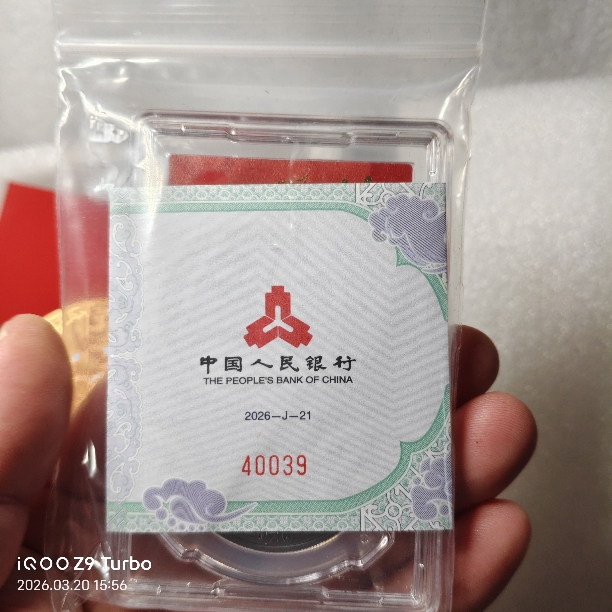 中国人民银行
THE PEOPLE'S BANK OF CHINA
2026—J—21
40039
iQOO Z9 Turbo
2026.03.20 15:56